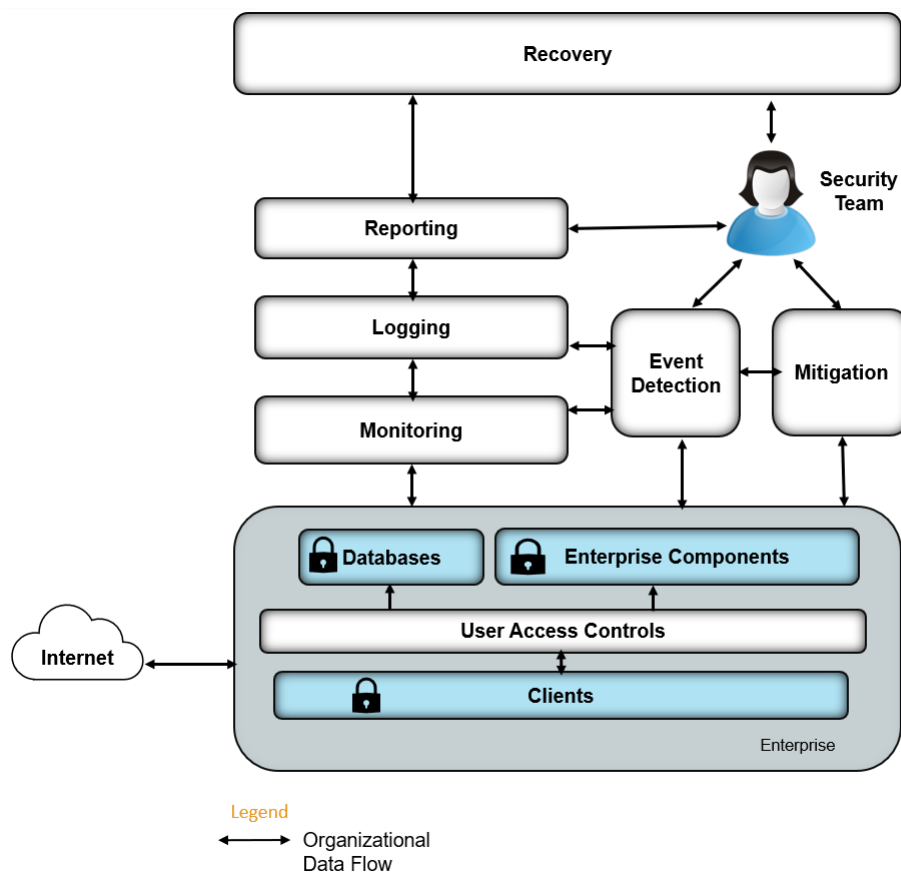 Recovery
Security
Team
Reporting
Logging
Event
Detection
Mitigation
Monitoring
Databases
Enterprise Components
User Access Controls
Internet
Clients
Enterprise
Legend
Organizational
Data Flow